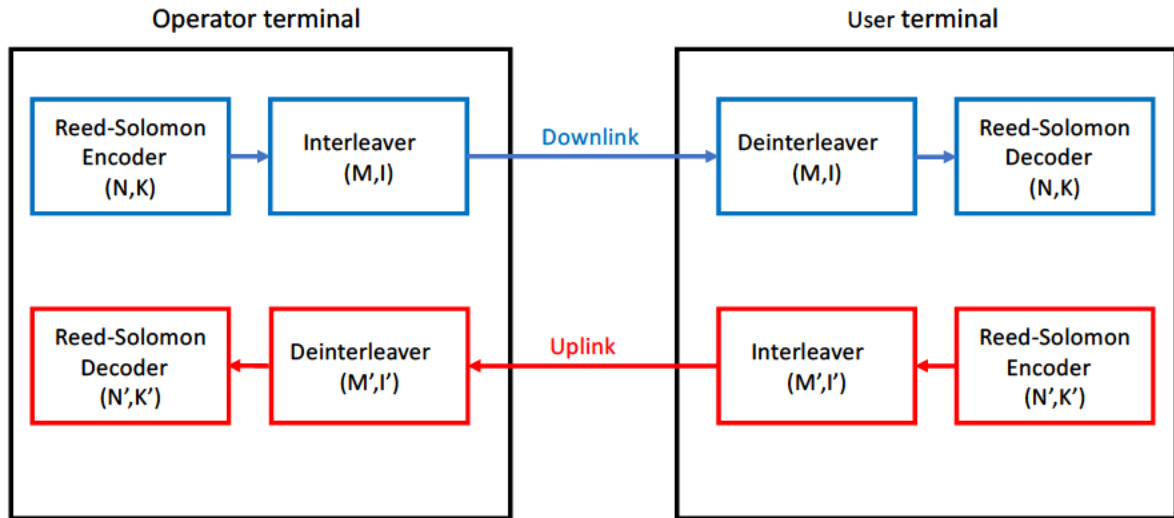 Operator terminal
User terminal
Reed-Solomon
Encoder
(N,K)
Interleaver
(M,I)
Downlink
Deinterleaver
(M,I)
Reed-Solomon
Decoder
(N,K)
Reed-Solomon
Decoder
(N',K')
Deinterleaver
(M',I')
Uplink
Interleaver
(M',I')
Reed-Solomon
Encoder
(N',K')